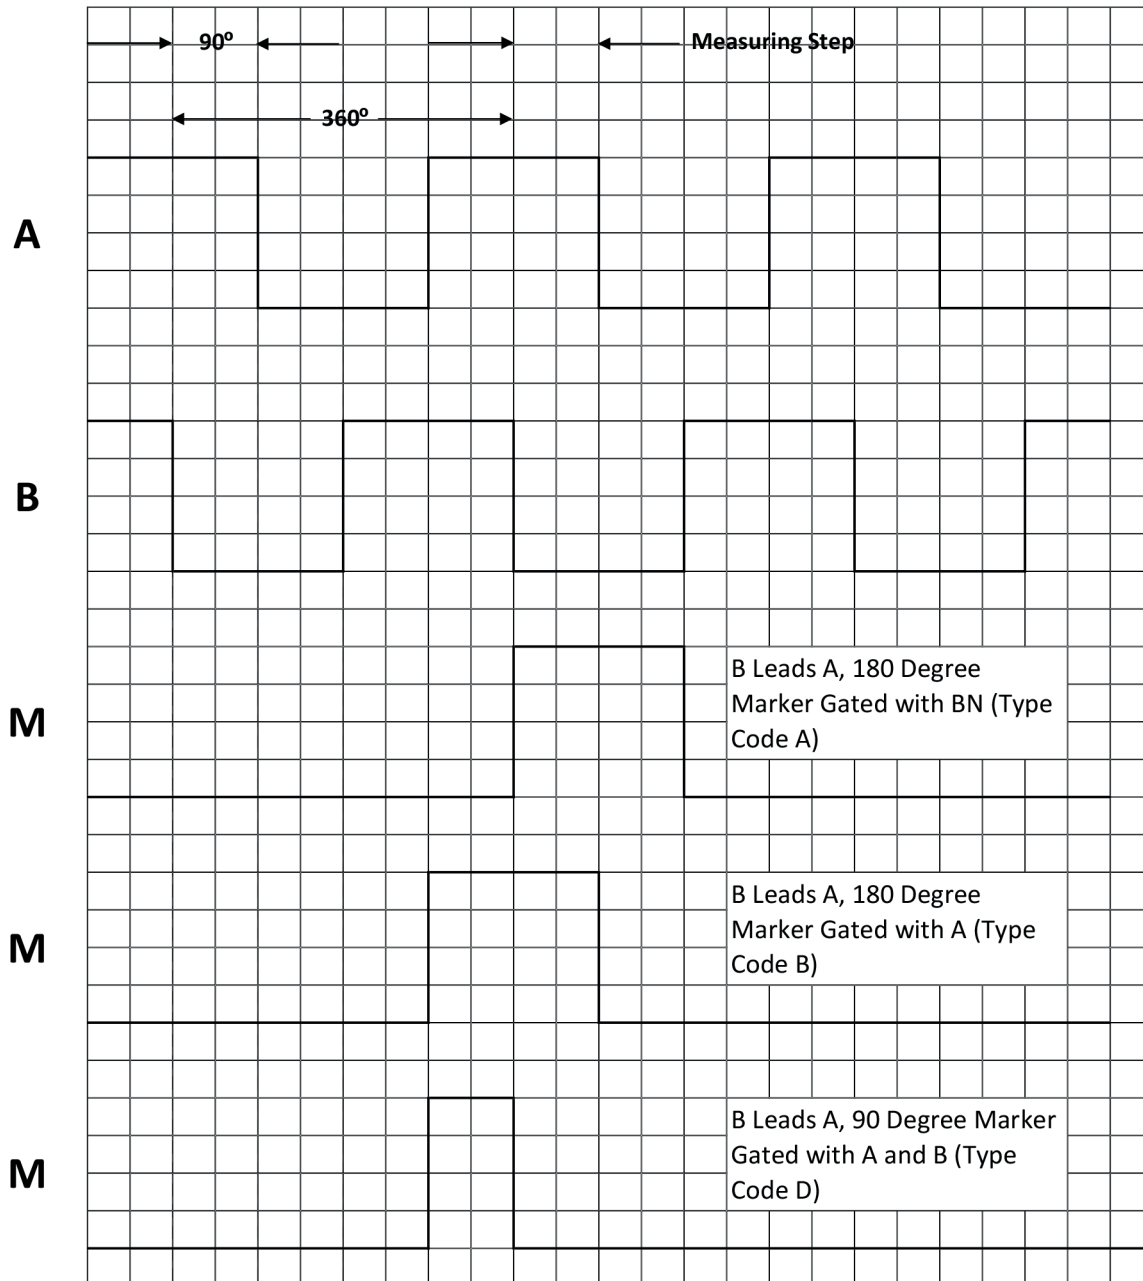 90º
Measuring Step
360º
A
B
M
B Leads A, 180 Degree
Marker Gated with BN (Type
Code A)
M
B Leads A, 180 Degree
Marker Gated with A (Type
Code B)
M
B Leads A, 90 Degree Marker
Gated with A and B (Type
Code D)